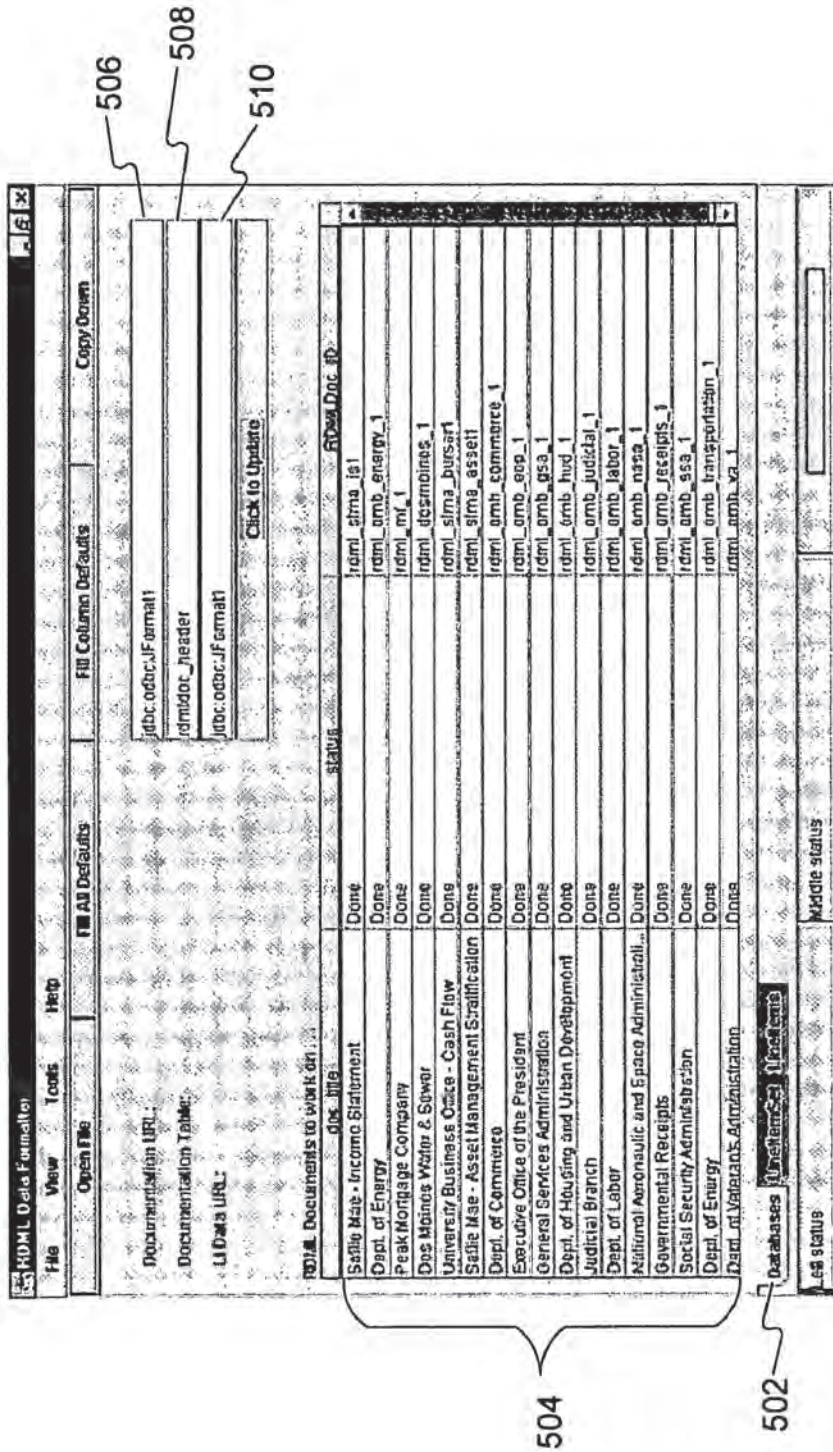 RDML Data Formatter
File View Tools Help
Open File Fill All Defaults Fill Column Defaults Copy Down
Documentation URL: jdbc:odbc:JFormat1 506
Documentation Table: rdmldoc_header 508
LI Data URL: jdbc:odbc:JFormat1 510
Click to Update
RDML Documents to work on...
doc_title status RDML_Doc_ID
Sallie Mae - Income Statement Done rdml_slma_is1
Dept. of Energy Done rdml_omb_energy_1
Peak Mortgage Company Done rdml_mf_1
Des Moines Water & Sewer Done rdml_desmoines_1
University Business Office - Cash Flow Done rdml_slma_bursar1
Sallie Mae - Asset Management Stratification Done rdml_slma_asset1
Dept. of Commerce Done rdml_omb_commerce_1
Executive Office of the President Done rdml_omb_eop_1
General Services Administration Done rdml_omb_gsa_1
Dept. of Housing and Urban Development Done rdml_omb_hud_1
Judicial Branch Done rdml_omb_judicial_1
Dept. of Labor Done rdml_omb_labor_1
National Aeronautic and Space Administrati... Done rdml_omb_nasa_1
Governmental Receipts Done rdml_omb_receipts_1
Social Security Administration Done rdml_omb_ssa_1
Dept. of Energy Done rdml_omb_transportation_1
Dept. of Veteran's Administration Done rdml_omb_va_1
504
502
Databases LineItemSet LineItems
status Middle status